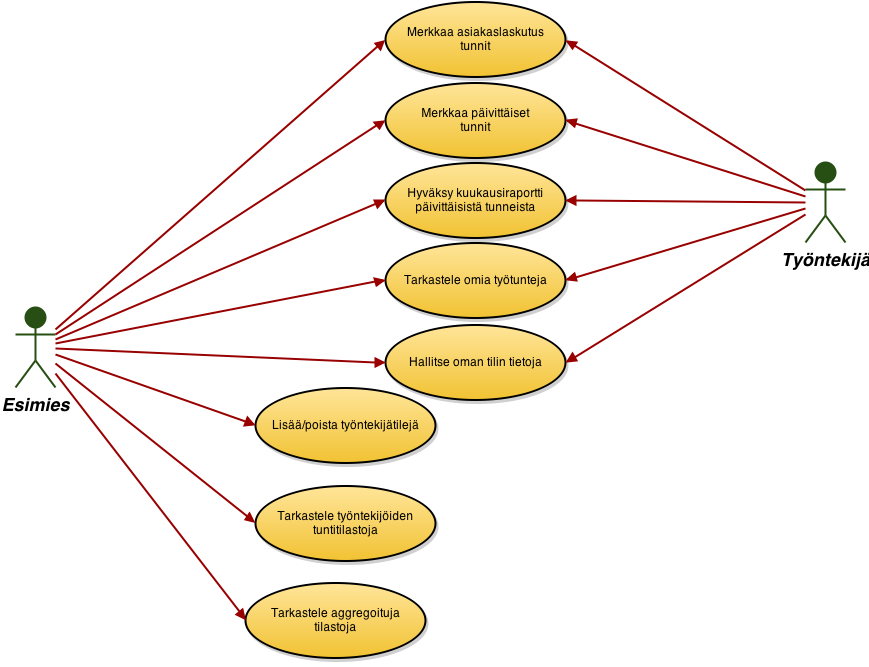 Merkkaa asiakaslaskutus
tunnit
Merkkaa päivittäiset
tunnit
Hyväksy kuukausiraportti
päivittäisistä tunneista
Työntekijä
Tarkastele omia työtunteja
Hallitse oman tilin tietoja
Esimies
Lisää/poista työntekijätilejä
Tarkastele työntekijöiden
tuntitilastoja
Tarkastele aggregoituja
tilastoja